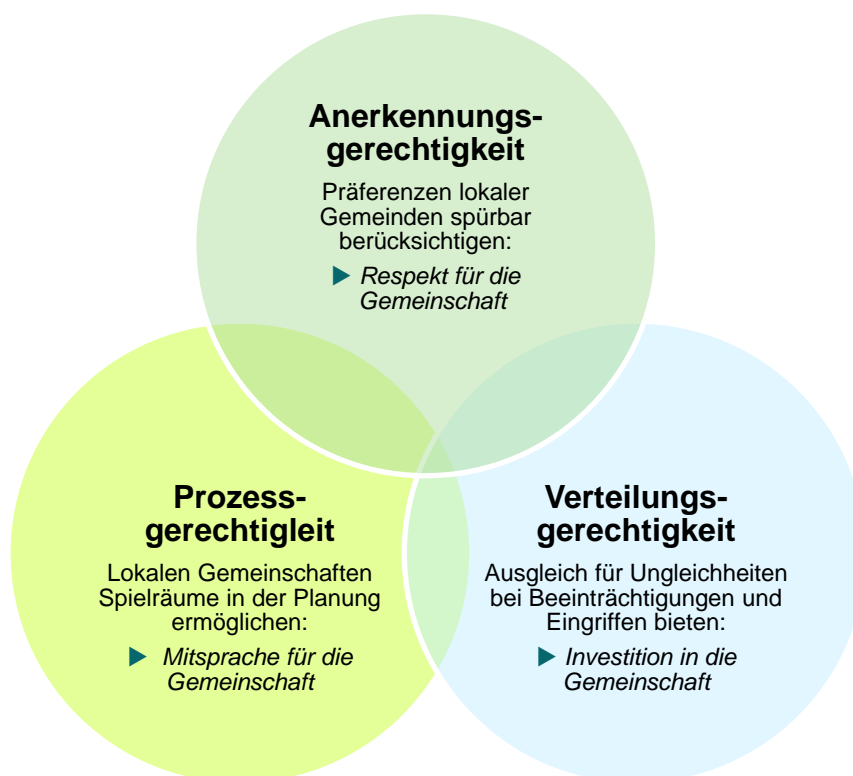 Anerkennungs-
gerechtigkeit
Präferenzen lokaler
Gemeinden spürbar
berücksichtigen:
▶ Respekt für die
Gemeinschaft
Prozess-
gerechtigleit
Lokalen Gemeinschaften
Spielräume in der Planung
ermöglichen:
▶ Mitsprache für die
Gemeinschaft
Verteilungs-
gerechtigkeit
Ausgleich für Ungleichheiten
bei Beeinträchtigungen und
Eingriffen bieten:
▶ Investition in die
Gemeinschaft